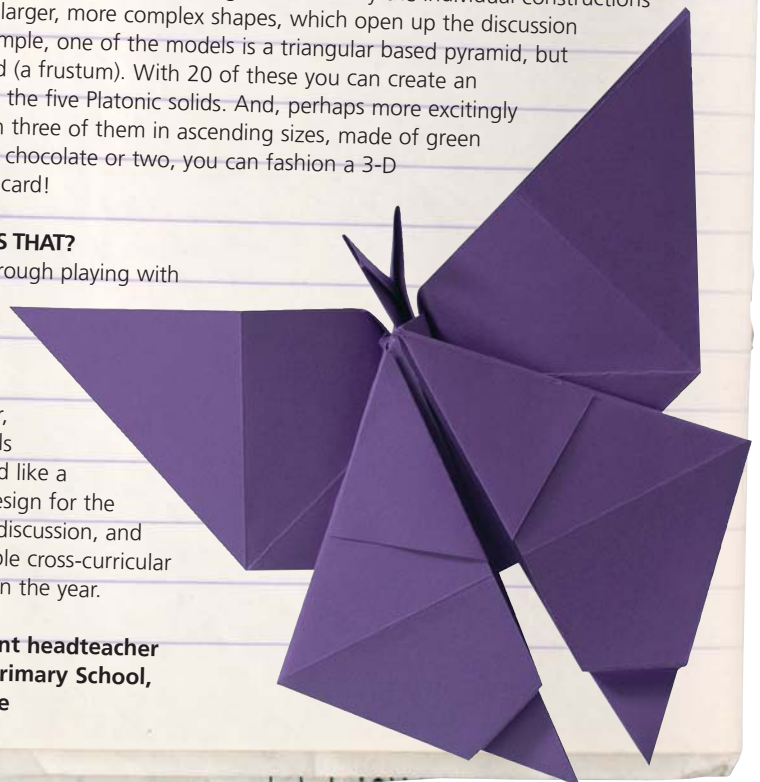 larger, more complex shapes, which open up the discussion
mple, one of the models is a triangular based pyramid, but
d (a frustum). With 20 of these you can create an
the five Platonic solids. And, perhaps more excitingly
n three of them in ascending sizes, made of green
chocolate or two, you can fashion a 3-D
card!
S THAT?
rough playing with
r,
ls
d like a
esign for the
discussion, and
ple cross-curricular
n the year.
nt headteacher
rimary School,
e